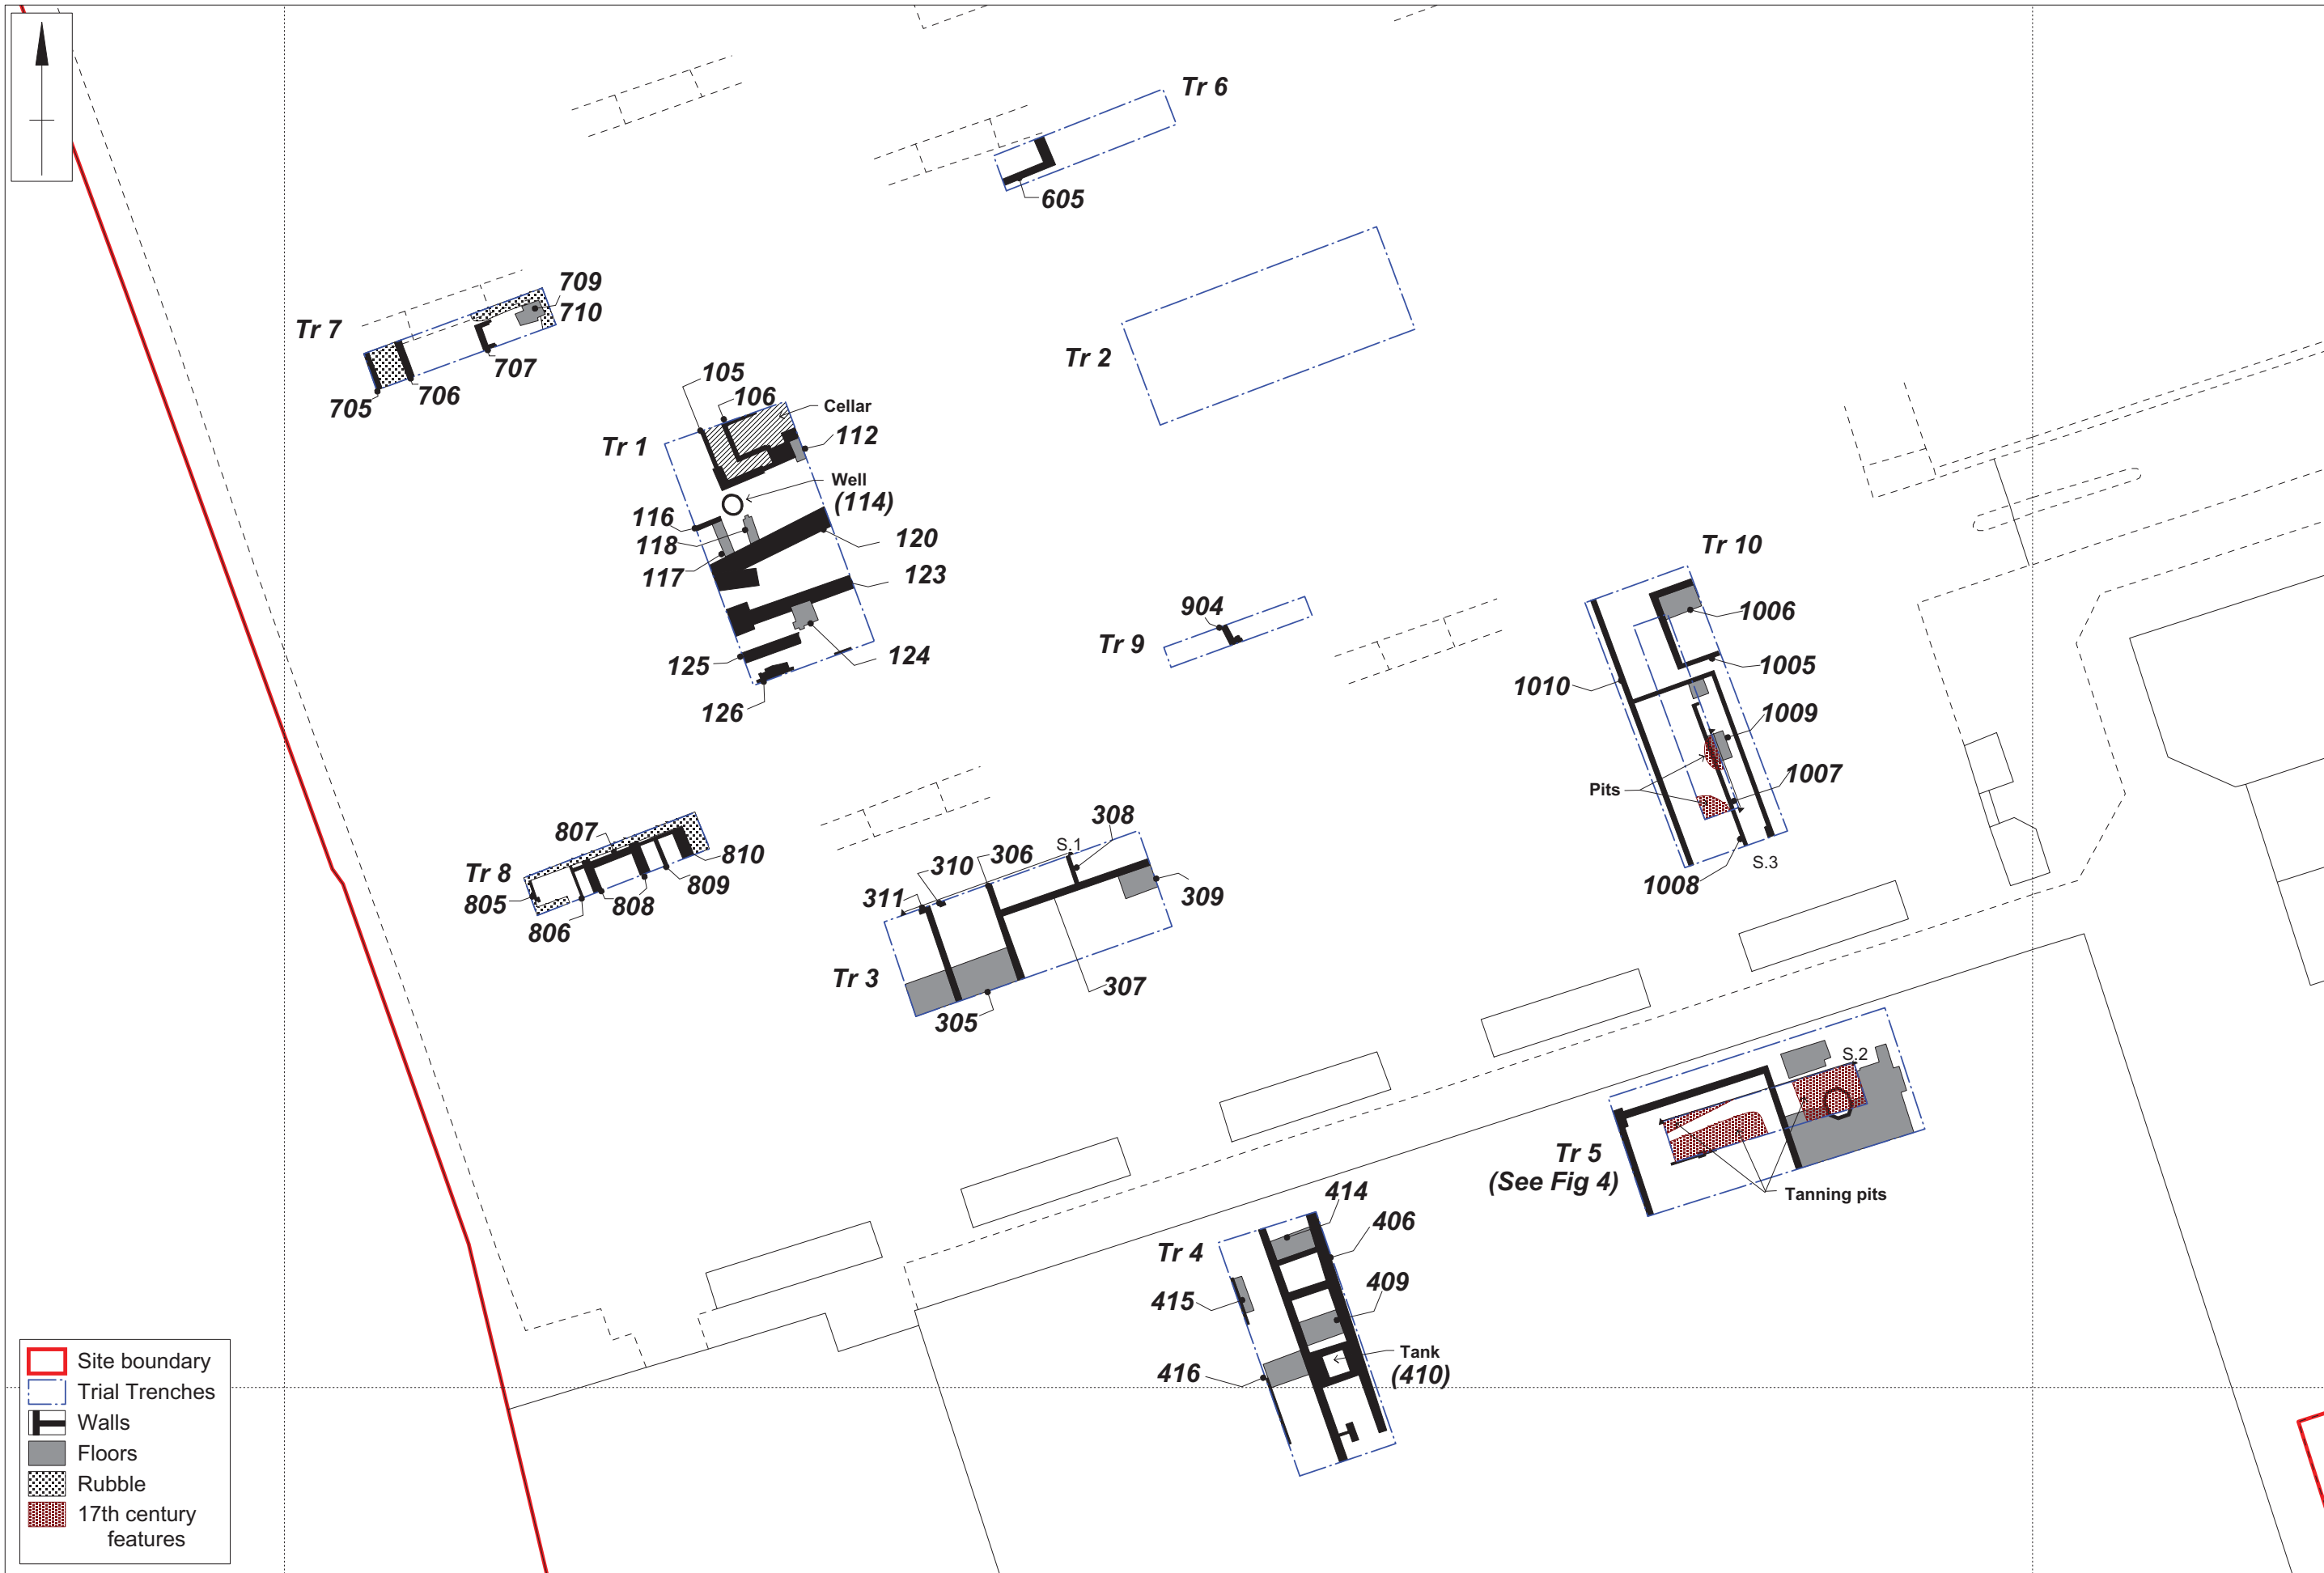 Tr 6
605
709
710
Tr 7
707
706
705
Tr 2
105
106
Cellar
112
Tr 1
Well
(114)
116
118
117
120
123
124
125
126
Tr 10
904
Tr 9
1006
1005
1010
1009
1007
Pits
1008
S.3
807
810
Tr 8
805
809
808
806
308
S.1
306
310
311
309
Tr 3
307
305
S.2
Tr 5
(See Fig 4)
Tanning pits
414
406
Tr 4
409
415
Tank
(410)
416
Site boundary
Trial Trenches
Walls
Floors
Rubble
17th century
features